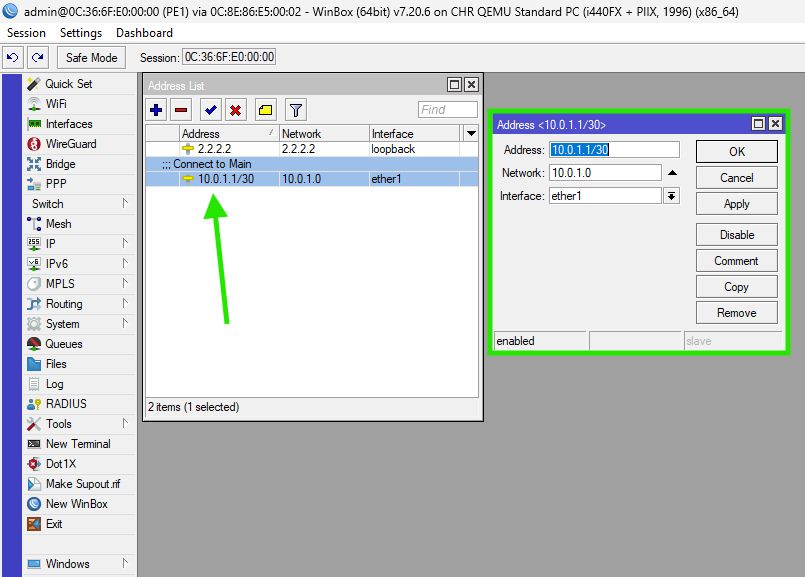 admin@0C:36:6F:E0:00:00 (PE1) via 0C:8E:86:E5:00:02 - WinBox (64bit) v7.20.6 on CHR QEMU Standard PC (i440FX + PIIX, 1996) (x86_64)
Session Settings Dashboard
Safe Mode Session: 0C:36:6F:E0:00:00
Quick Set
WiFi
Interfaces
WireGuard
Bridge
PPP
Switch
Mesh
IP
IPv6
MPLS
Routing
System
Queues
Files
Log
RADIUS
Tools
New Terminal
Dot1X
Make Supout.rif
New WinBox
Exit
Windows
Address List
Find
Address Network Interface
2.2.2.2 2.2.2.2 loopback
;;; Connect to Main
10.0.1.1/30 10.0.1.0 ether1
2 items (1 selected)
Address <10.0.1.1/30>
Address: 10.0.1.1/30
Network: 10.0.1.0
Interface: ether1
OK
Cancel
Apply
Disable
Comment
Copy
Remove
enabled slave